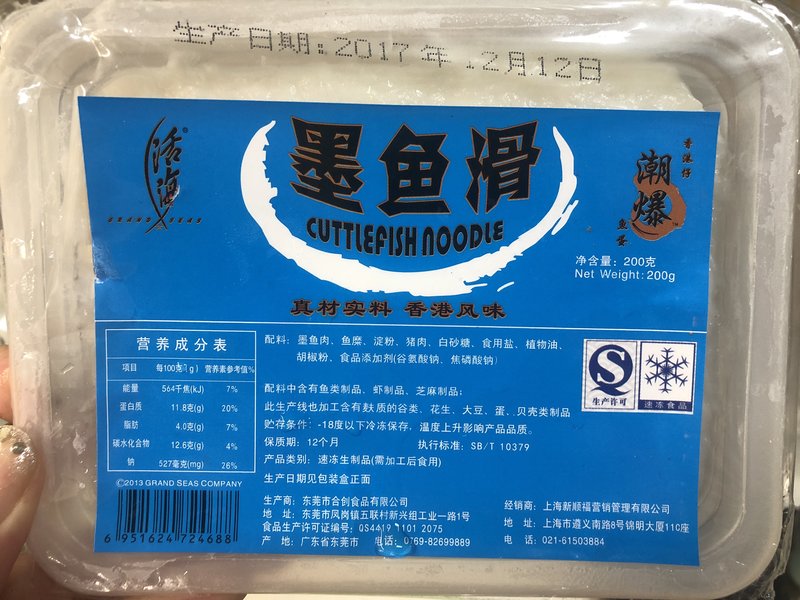 生产日期:2017年12月12日
浩海®
GRAND SEAS
墨鱼滑
CUTTLEFISH NOODLE
真材实料 香港风味
香港仔
潮爆
鱼蛋
净含量：200克
Net Weight:200g
营养成分表
项目 每100克(g) 营养素参考值%
能量 564千焦(kJ) 7%
蛋白质 11.8克(g) 20%
脂肪 4.0克(g) 7%
碳水化合物 12.6克(g) 4%
钠 527毫克(mg) 26%
©2013 GRAND SEAS COMPANY
6 951624 724688
配料：墨鱼肉、鱼糜、淀粉、猪肉、白砂糖、食用盐、植物油、
胡椒粉、食品添加剂(谷氨酸钠、焦磷酸钠)
配料中含有鱼类制品、虾制品、芝麻制品；
此生产线也加工含有麸质的谷类、花生、大豆、蛋、贝壳类制品
贮存条件：-18度以下冷冻保存，温度上升影响产品品质。
保质期：12个月 执行标准：SB/T 10379
产品类别：速冻生制品(需加工后食用)
生产日期见包装盒正面
QS
生产许可
速冻食品
生产商：东莞市合创食品有限公司
地 址：东莞市凤岗镇五联村新兴组工业一路1号
食品生产许可证编号：QS4419 1101 2075
产 地：广东省东莞市 电话：0769-82699889
经销商：上海新顺福营销管理有限公司
地 址：上海市遵义南路8号锦明大厦11C座
电 话：021-61503884